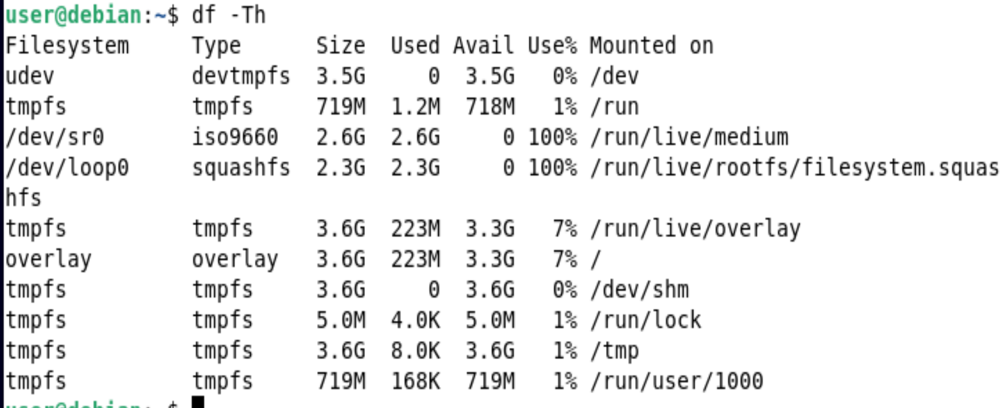 user@debian:~$ df -Th
Filesystem     Type      Size  Used Avail Use% Mounted on
udev           devtmpfs  3.5G     0  3.5G   0% /dev
tmpfs          tmpfs     719M  1.2M  718M   1% /run
/dev/sr0       iso9660   2.6G  2.6G     0 100% /run/live/medium
/dev/loop0     squashfs  2.3G  2.3G     0 100% /run/live/rootfs/filesystem.squas
hfs
tmpfs          tmpfs     3.6G  223M  3.3G   7% /run/live/overlay
overlay        overlay   3.6G  223M  3.3G   7% /
tmpfs          tmpfs     3.6G     0  3.6G   0% /dev/shm
tmpfs          tmpfs     5.0M  4.0K  5.0M   1% /run/lock
tmpfs          tmpfs     3.6G  8.0K  3.6G   1% /tmp
tmpfs          tmpfs     719M  168K  719M   1% /run/user/1000
user@debian:~$